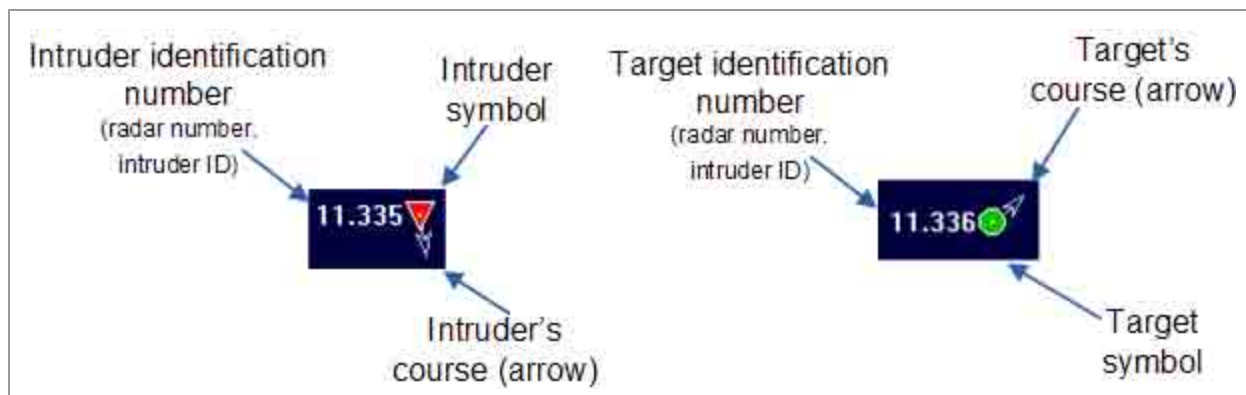 Intruder identification
number
(radar number,
intruder ID)
Intruder
symbol
11.335
Intruder's
course (arrow)
Target identification
number
(radar number,
intruder ID)
Target's
course (arrow)
11.336
Target
symbol